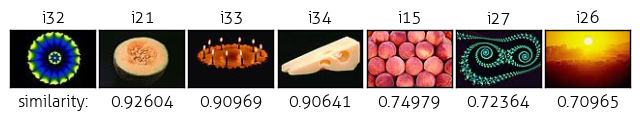 i32 i21 i33 i34 i15 i27 i26
similarity: 0.92604 0.90969 0.90641 0.74979 0.72364 0.70965